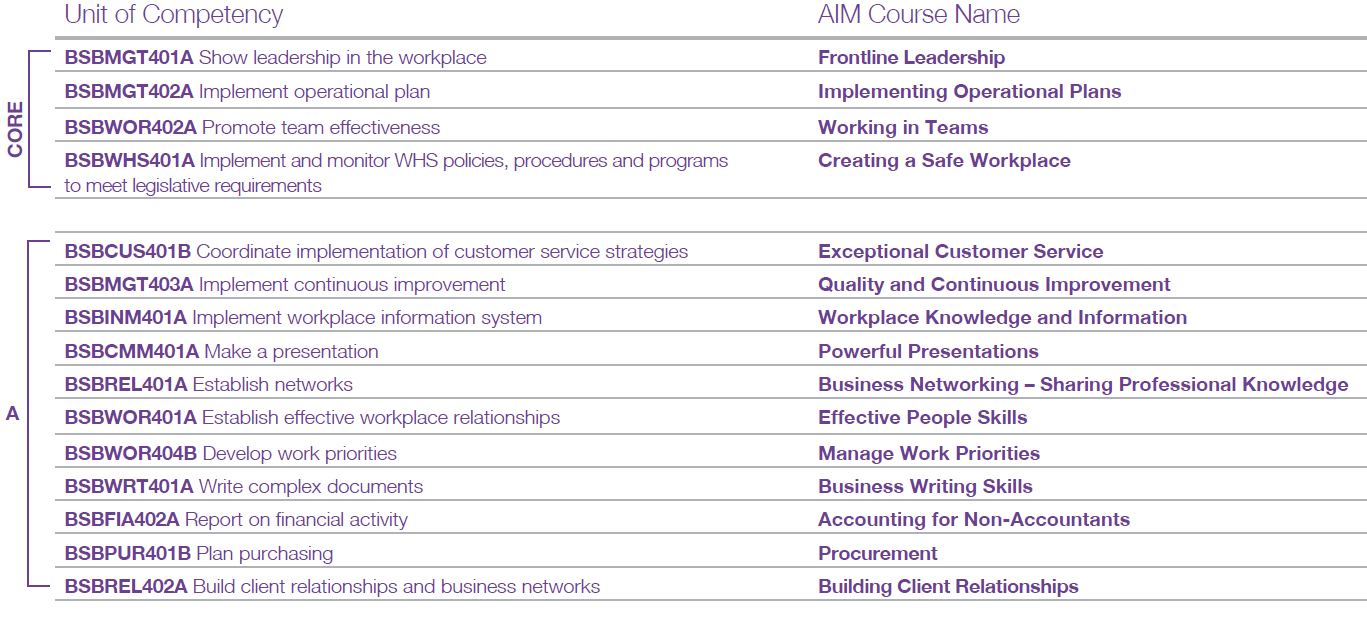 Unit of Competency AIM Course Name
CORE
BSBMGT401A Show leadership in the workplace Frontline Leadership
BSBMGT402A Implement operational plan Implementing Operational Plans
BSBWOR402A Promote team effectiveness Working in Teams
BSBWHS401A Implement and monitor WHS policies, procedures and programs Creating a Safe Workplace
to meet legislative requirements
A
BSBCUS401B Coordinate implementation of customer service strategies Exceptional Customer Service
BSBMGT403A Implement continuous improvement Quality and Continuous Improvement
BSBINM401A Implement workplace information system Workplace Knowledge and Information
BSBCMM401A Make a presentation Powerful Presentations
BSBREL401A Establish networks Business Networking – Sharing Professional Knowledge
BSBWOR401A Establish effective workplace relationships Effective People Skills
BSBWOR404B Develop work priorities Manage Work Priorities
BSBWRT401A Write complex documents Business Writing Skills
BSBFIA402A Report on financial activity Accounting for Non-Accountants
BSBPUR401B Plan purchasing Procurement
BSBREL402A Build client relationships and business networks Building Client Relationships